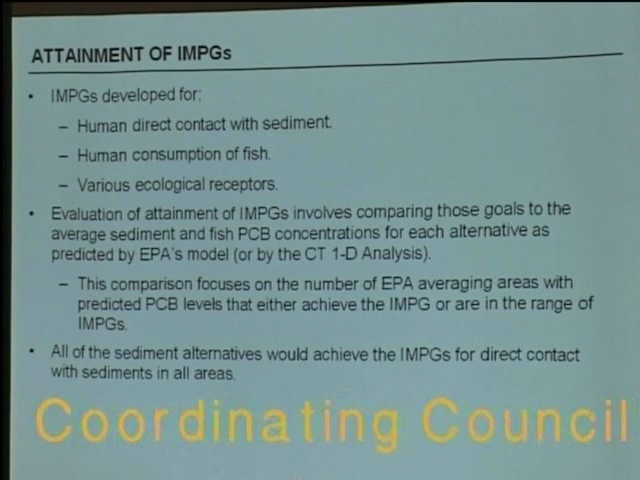 ATTAINMENT OF IMPGs
• IMPGs developed for:
– Human direct contact with sediment.
– Human consumption of fish.
– Various ecological receptors.
• Evaluation of attainment of IMPGs involves comparing those goals to the
average sediment and fish PCB concentrations for each alternative as
predicted by EPA's model (or by the CT 1-D Analysis).
– This comparison focuses on the number of EPA averaging areas with
predicted PCB levels that either achieve the IMPG or are in the range of
IMPGs.
• All of the sediment alternatives would achieve the IMPGs for direct contact
with sediments in all areas.
Coordinating Council